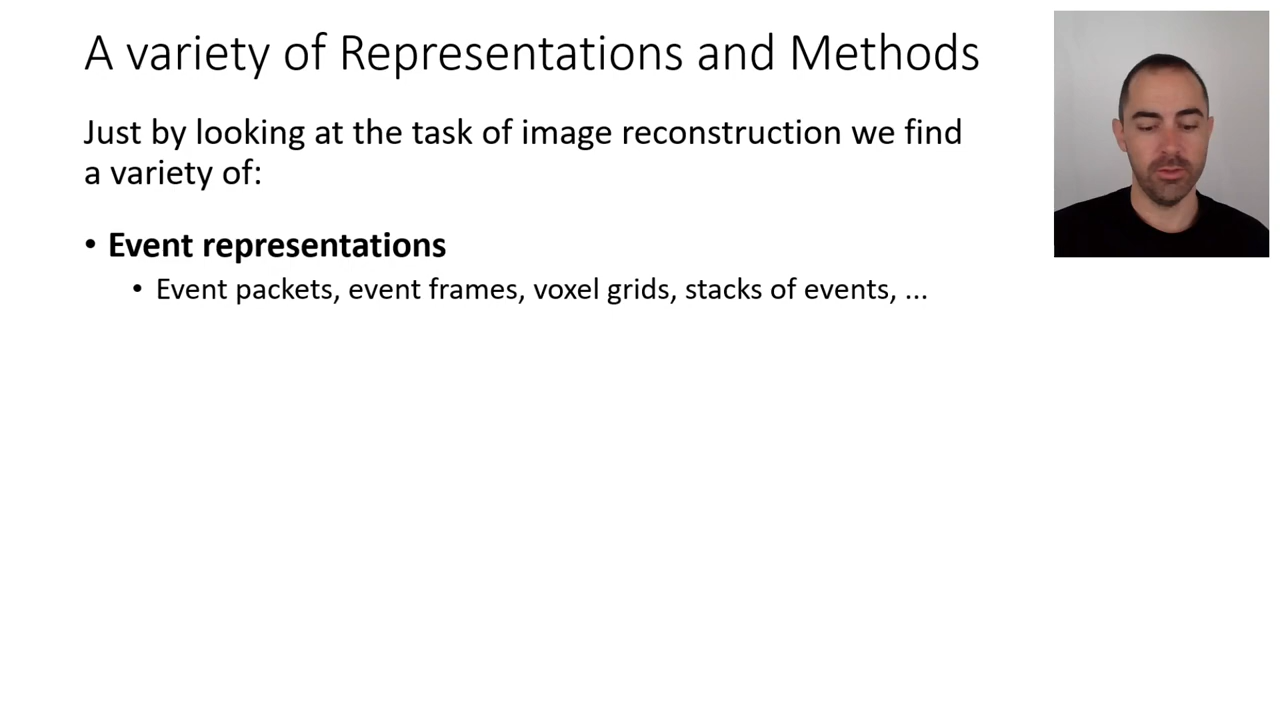 A variety of Representations and Methods
Just by looking at the task of image reconstruction we find
a variety of:
• Event representations
• Event packets, event frames, voxel grids, stacks of events, ...